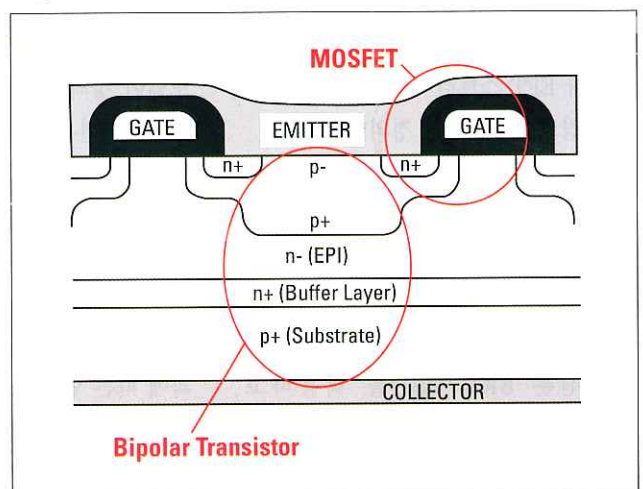 MOSFET
GATE
EMITTER
GATE
n+
p-
n+
p+
n- (EPI)
n+ (Buffer Layer)
p+ (Substrate)
COLLECTOR
Bipolar Transistor